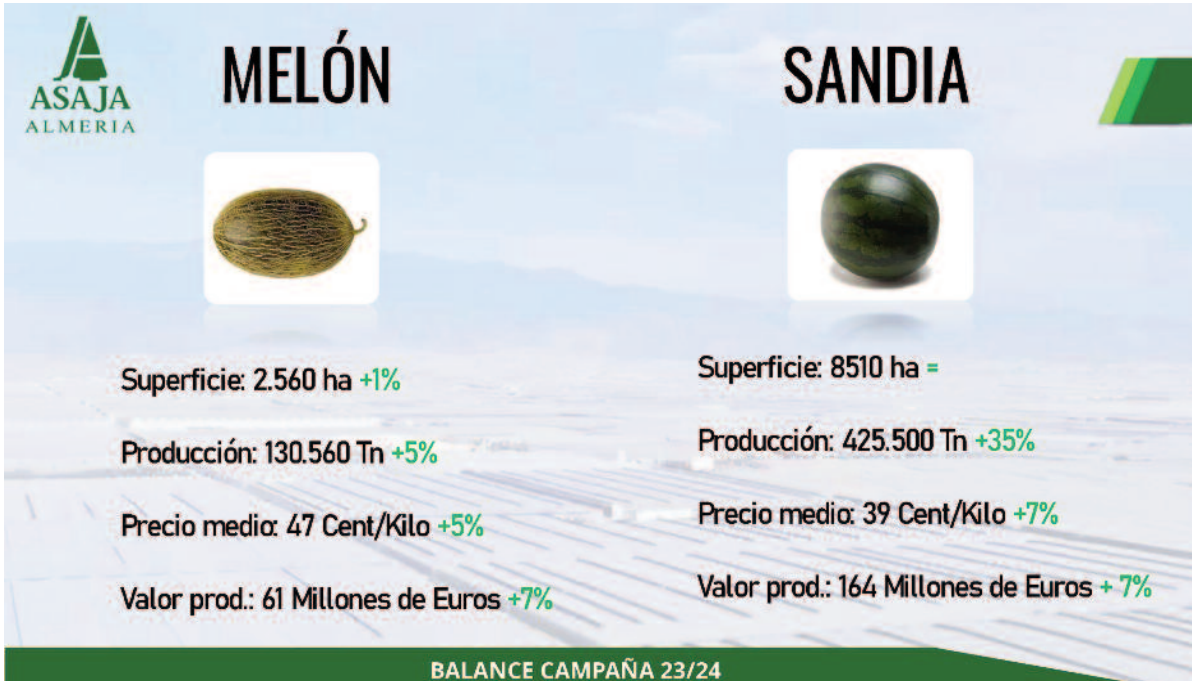 ASAJA
ALMERIA
MELÓN
Superficie: 2.560 ha +1%
Producción: 130.560 Tn +5%
Precio medio: 47 Cent/Kilo +5%
Valor prod.: 61 Millones de Euros +7%
SANDIA
Superficie: 8510 ha =
Producción: 425.500 Tn +35%
Precio medio: 39 Cent/Kilo +7%
Valor prod.: 164 Millones de Euros + 7%
BALANCE CAMPAÑA 23/24